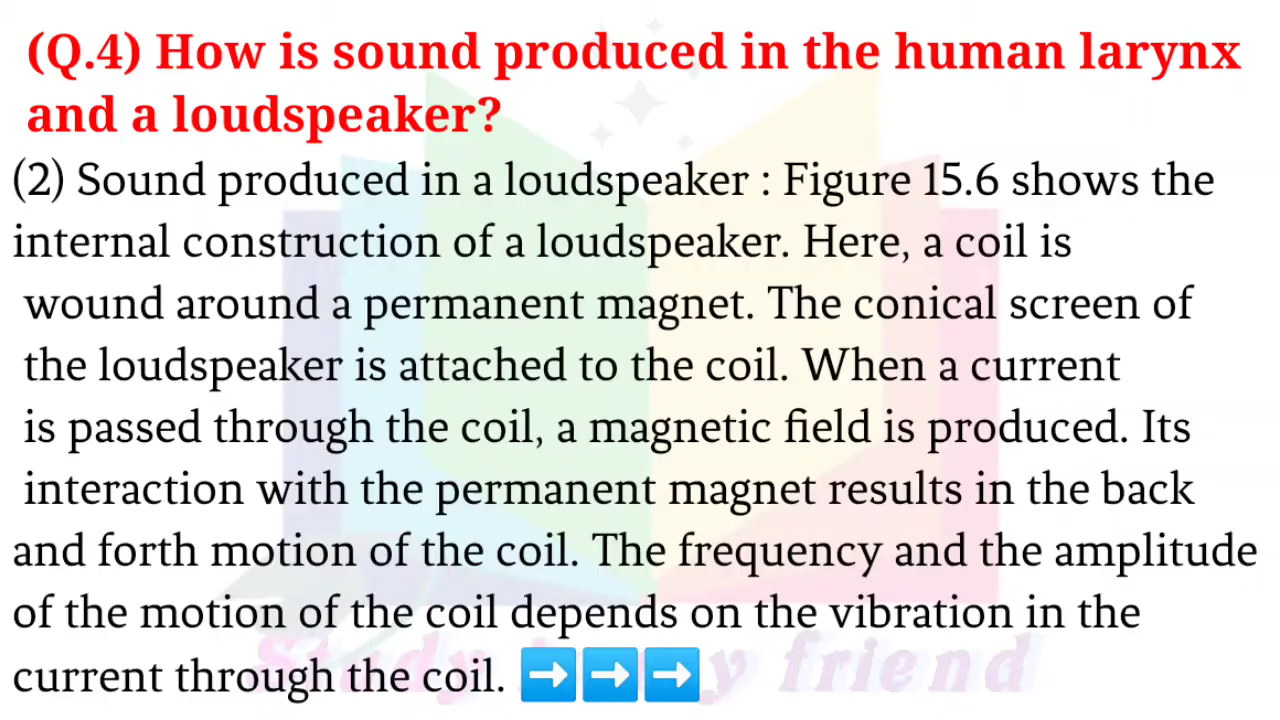 (Q.4) How is sound produced in the human larynx
and a loudspeaker?
(2) Sound produced in a loudspeaker : Figure 15.6 shows the
internal construction of a loudspeaker. Here, a coil is
wound around a permanent magnet. The conical screen of
the loudspeaker is attached to the coil. When a current
is passed through the coil, a magnetic field is produced. Its
interaction with the permanent magnet results in the back
and forth motion of the coil. The frequency and the amplitude
of the motion of the coil depends on the vibration in the
current through the coil. ➡➡➡
Study y friend